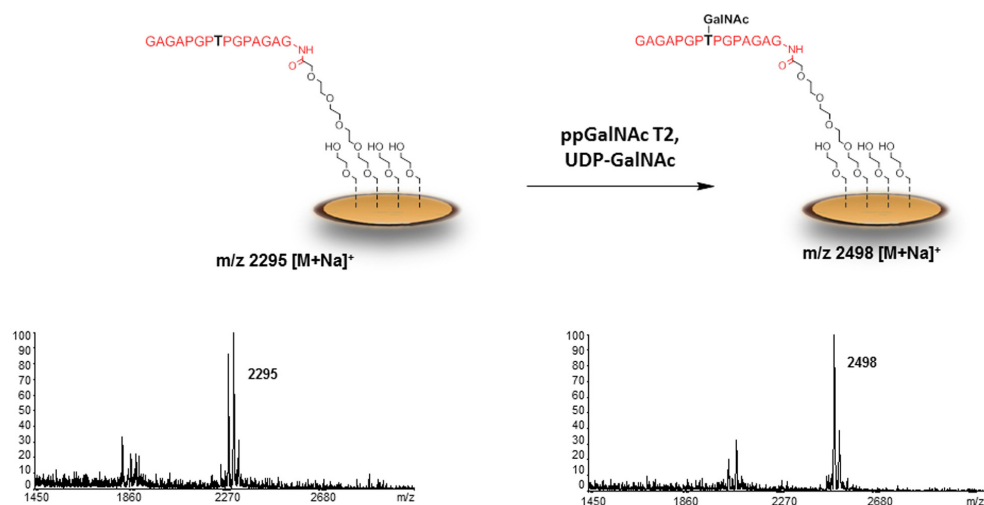 GAGAPGPTPGPAGAG
NH
O
O
O
O
O
HO
HO
HO
O
O
O
O
m/z 2295 [M+Na]+
ppGalNAc T2,
UDP-GalNAc
GalNAc
GAGAPGPTPGPAGAG
NH
O
O
O
O
O
HO
HO
HO
O
O
O
O
m/z 2498 [M+Na]+
100
90
80
70
60
50
40
30
20
10
0
2295
1450 1860 2270 2680 m/z
100
90
80
70
60
50
40
30
20
10
0
2498
1450 1860 2270 2680 m/z